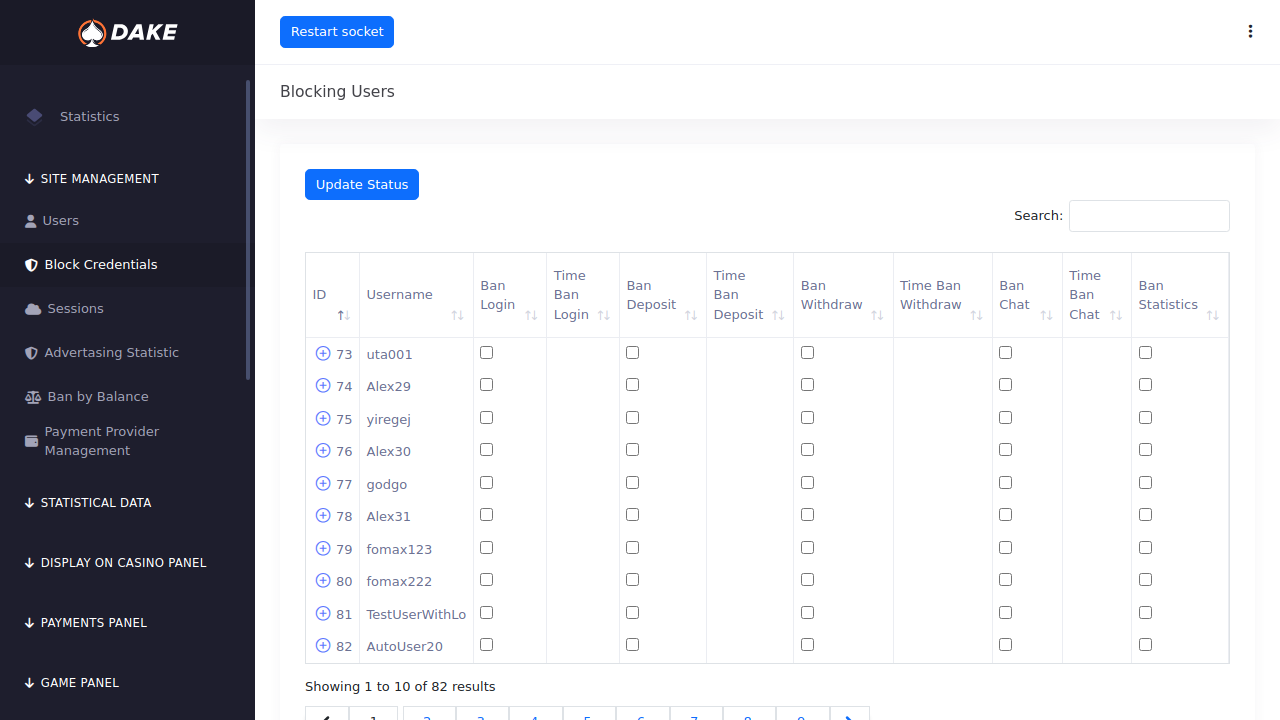 DAKE
Restart socket
Statistics
Blocking Users
SITE MANAGEMENT
Users
Block Credentials
Sessions
Advertasing Statistic
Ban by Balance
Payment Provider
Management
STATISTICAL DATA
DISPLAY ON CASINO PANEL
PAYMENTS PANEL
GAME PANEL
Update Status
Search:
ID Username Ban Login Time Ban Login Ban Deposit Time Ban Deposit Ban Withdraw Time Ban Withdraw Ban Chat Time Ban Chat Ban Statistics
73 uta001
74 Alex29
75 yiregej
76 Alex30
77 godgo
78 Alex31
79 fomax123
80 fomax222
81 TestUserWithLo
82 AutoUser20
Showing 1 to 10 of 82 results
1 2 3 4 5 6 7 8 9